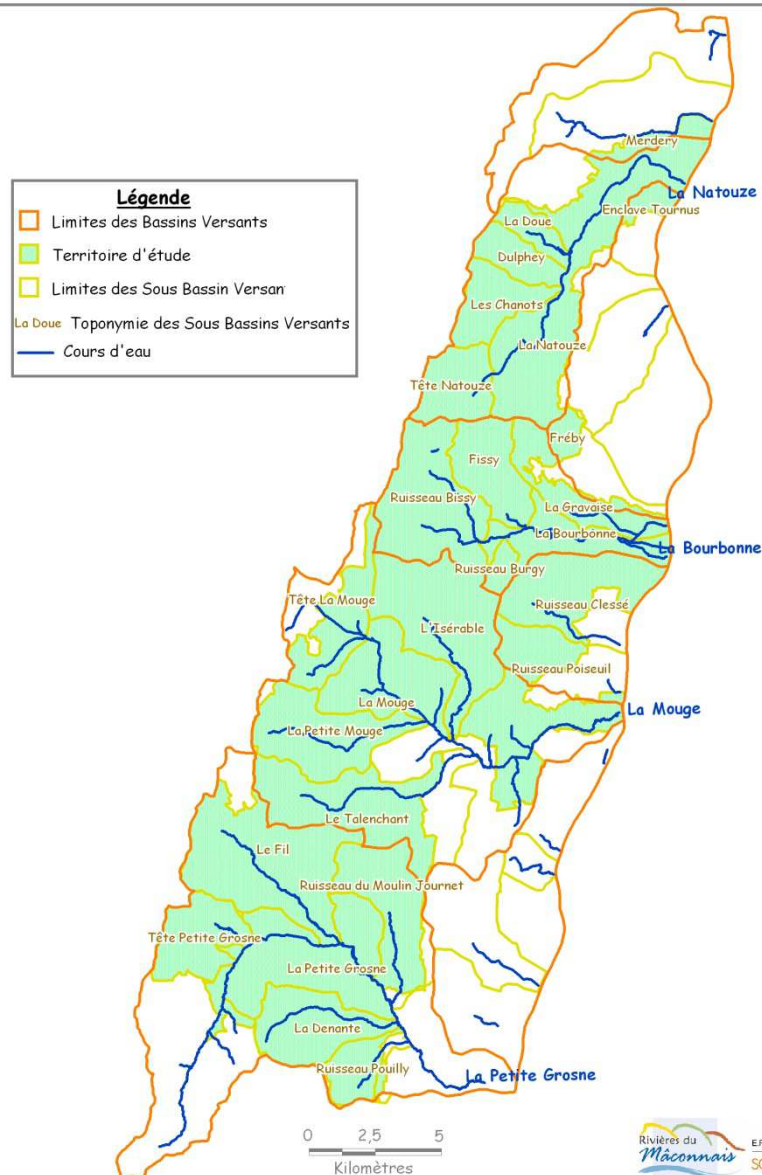 Légende
Limites des Bassins Versants
Territoire d'étude
Limites des Sous Bassin Versan
La Doue Toponymie des Sous Bassins Versants
Cours d'eau
Merdery
La Natouze
Enclave Tournus
La Doue
Dulphey
Les Chanots
La Natouze
Tête Natouze
Fréby
Fissy
Ruisseau Bissy
La Gravaise
La Bourbonne
La Bourbonne
Ruisseau Burgy
Tête La Mouge
Ruisseau Clessé
L'Isérable
Ruisseau Poiseuil
La Mouge
La Mouge
La Petite Mouge
Le Talenchant
Le Fil
Ruisseau du Moulin Journet
Tête Petite Grosne
La Petite Grosne
La Denante
Ruisseau Pouilly
La Petite Grosne
0 2,5 5
Kilomètres
Rivières du
Mâconnais